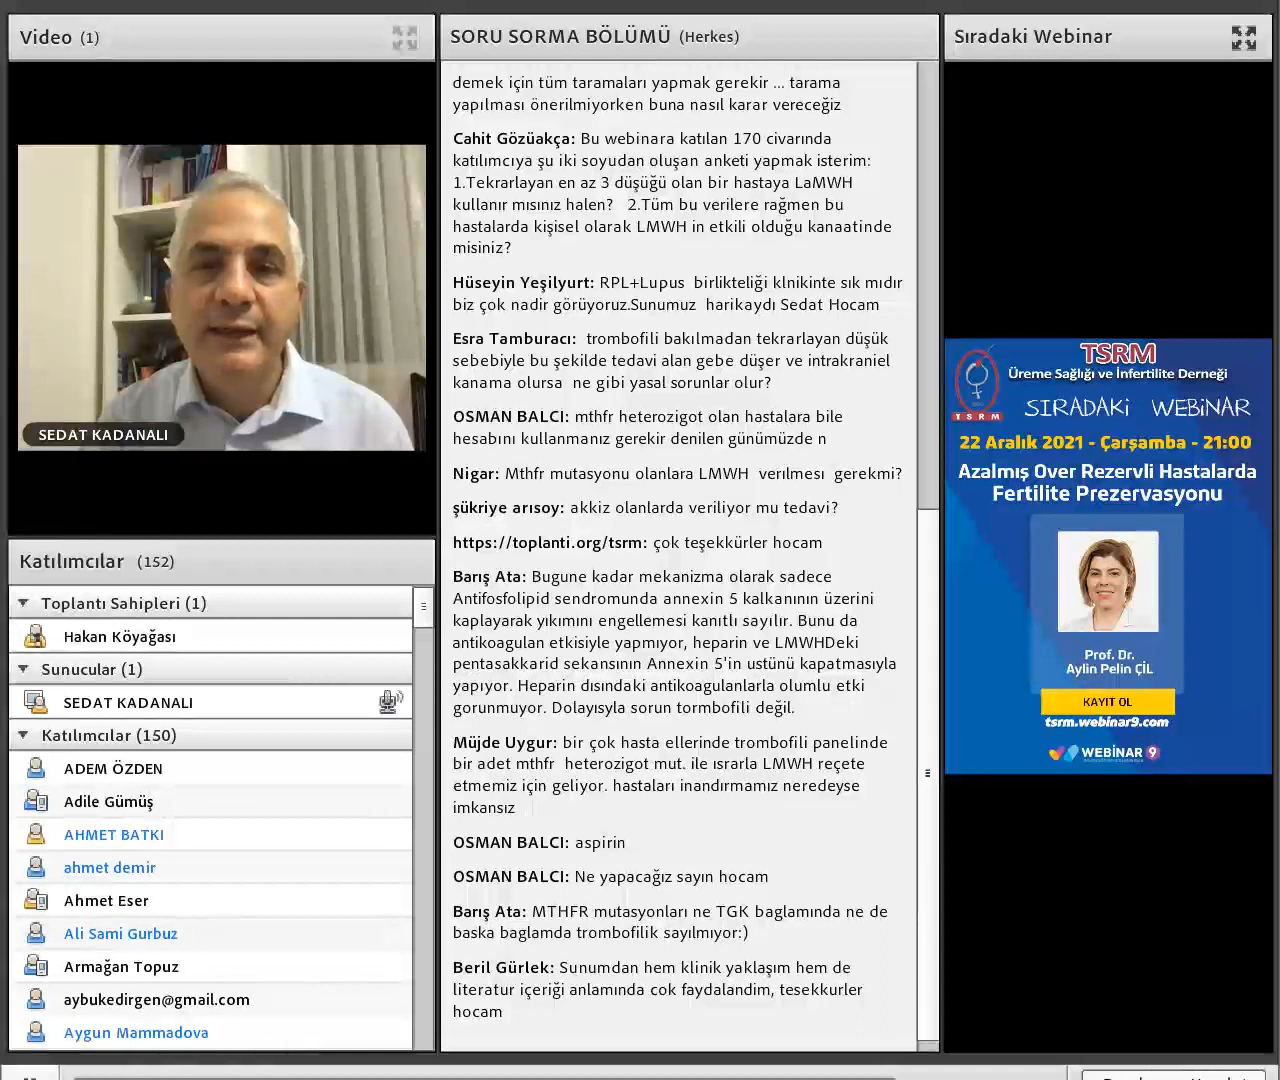 Video (1)
SEDAT KADANALI
Katılımcılar (152)
Toplantı Sahipleri (1)
Hakan Köyağası
Sunucular (1)
SEDAT KADANALI
Katılımcılar (150)
ADEM ÖZDEN
Adile Gümüş
AHMET BATKI
ahmet demir
Ahmet Eser
Ali Sami Gurbuz
Armağan Topuz
aybukedirgen@gmail.com
Aygun Mammadova
SORU SORMA BÖLÜMÜ (Herkes)
demek için tüm taramaları yapmak gerekir ... tarama
yapılması önerilmiyorken buna nasıl karar vereceğiz
Cahit Gözüakça: Bu webinara katılan 170 civarında
katılımcıya şu iki soyudan oluşan anketi yapmak isterim:
1.Tekrarlayan en az 3 düşüğü olan bir hastaya LaMWH
kullanır mısınız halen? 2.Tüm bu verilere rağmen bu
hastalarda kişisel olarak LMWH in etkili olduğu kanaatinde
misiniz?
Hüseyin Yeşilyurt: RPL+Lupus birlikteliği klnikinte sık mıdır
biz çok nadir görüyoruz.Sunumuz harikaydı Sedat Hocam
Esra Tamburacı: trombofili bakılmadan tekrarlayan düşük
sebebiyle bu şekilde tedavi alan gebe düşer ve intrakraniel
kanama olursa ne gibi yasal sorunlar olur?
OSMAN BALCI: mthfr heterozigot olan hastalara bile
hesabını kullanmanız gerekir denilen günümüzde n
Nigar: Mthfr mutasyonu olanlara LMWH verılmesı gerekmi?
şükriye arısoy: akkiz olanlarda veriliyor mu tedavi?
https://toplanti.org/tsrm: çok teşekkürler hocam
Barış Ata: Bugune kadar mekanizma olarak sadece
Antifosfolipid sendromunda annexin 5 kalkanının üzerini
kaplayarak yıkımını engellemesi kanıtlı sayılır. Bunu da
antikoagulan etkisiyle yapmıyor, heparin ve LMWHDeki
pentasakkarid sekansının Annexin 5'in ustünü kapatmasıyla
yapıyor. Heparin dısındaki antikoagulanlarla olumlu etki
gorunmuyor. Dolayısyla sorun tormbofili değil.
Müjde Uygur: bir çok hasta ellerinde trombofili panelinde
bir adet mthfr heterozigot mut. ile ısrarla LMWH reçete
etmemiz için geliyor. hastaları inandırmamız neredeyse
imkansız
OSMAN BALCI: aspirin
OSMAN BALCI: Ne yapacağız sayın hocam
Barış Ata: MTHFR mutasyonları ne TGK baglamında ne de
baska baglamda trombofilik sayılmıyor:)
Beril Gürlek: Sunumdan hem klinik yaklaşım hem de
literatur içeriği anlamında cok faydalandim, tesekkurler
hocam
Sıradaki Webinar
TSRM
Üreme Sağlığı ve İnfertilite Derneği
TSRM
SIRADAKi WEBiNAR
22 Aralık 2021 - Çarşamba - 21:00
Azalmış Over Rezervli Hastalarda
Fertilite Prezervasyonu
Prof. Dr.
Aylin Pelin ÇİL
KAYIT OL
tsrm.webinar9.com
WEBİNAR 9